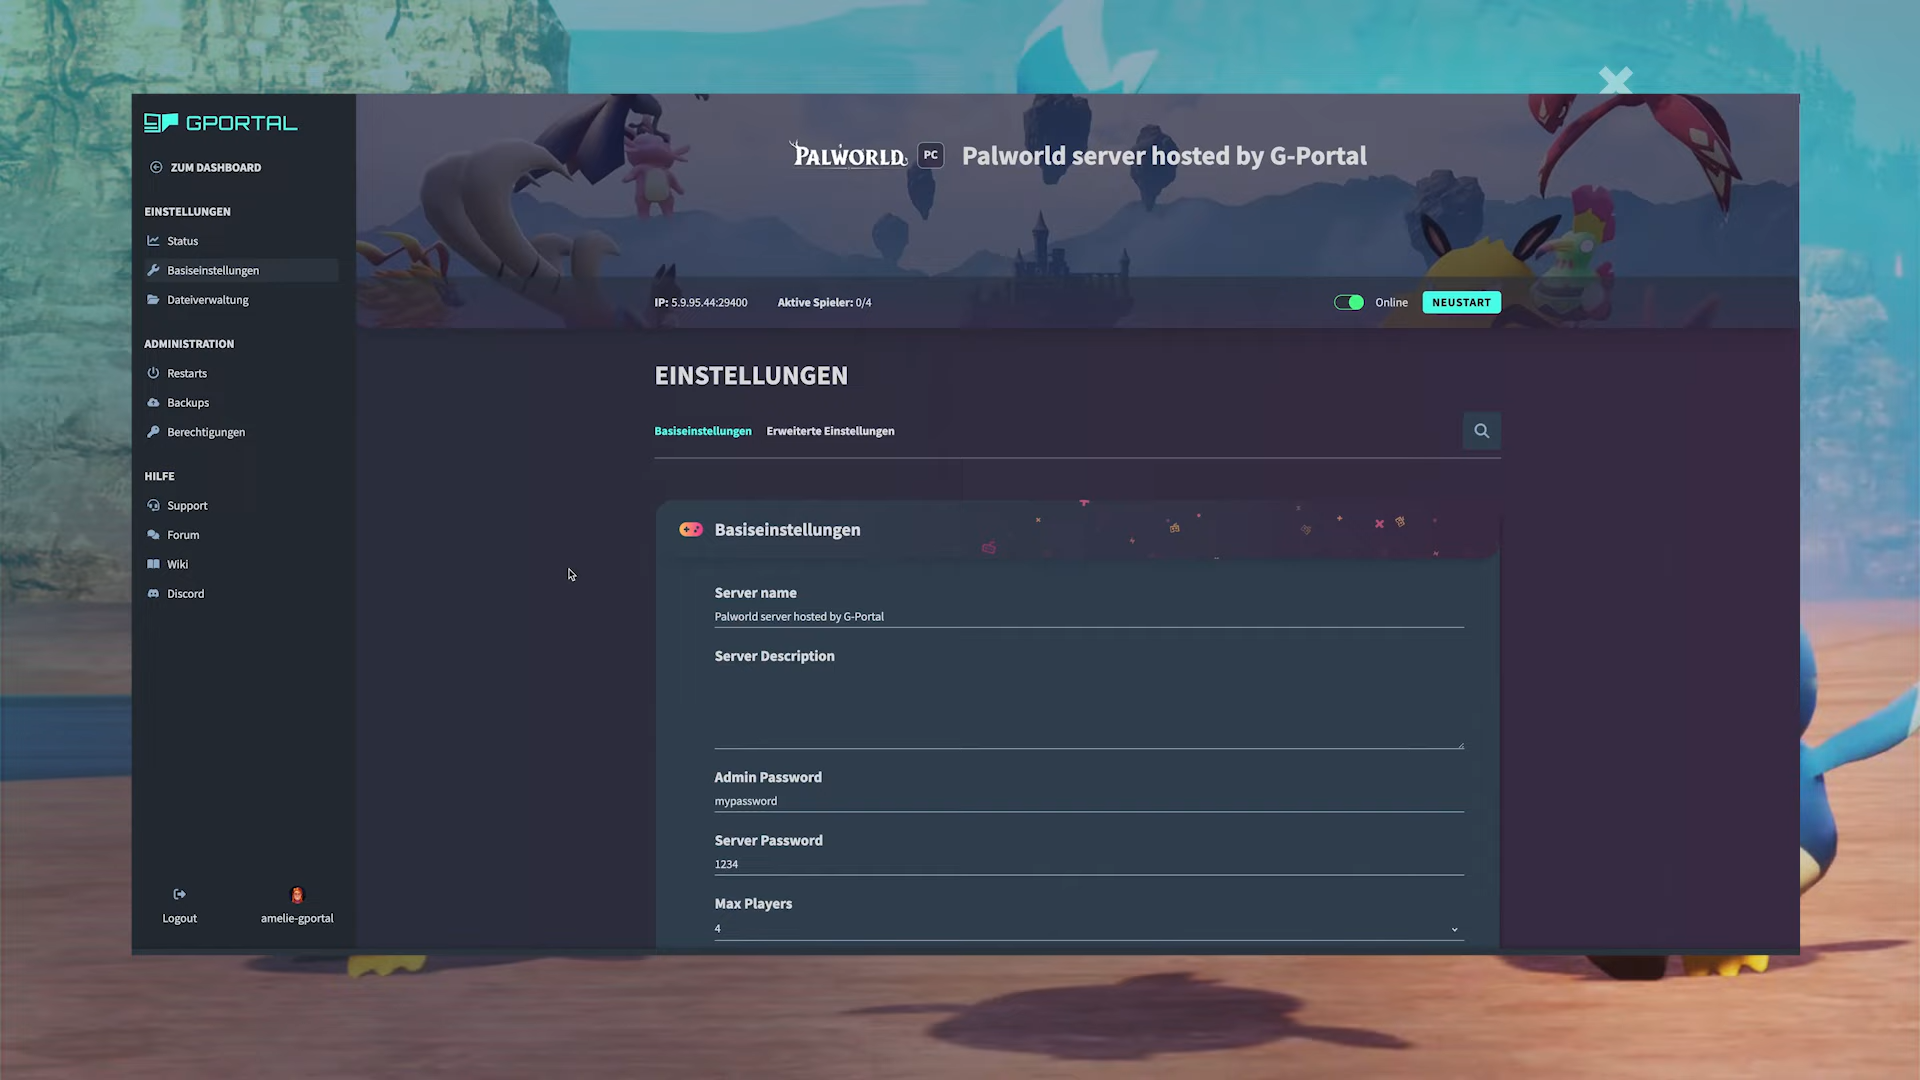 GPORTAL
ZUM DASHBOARD
EINSTELLUNGEN
Status
Basiseinstellungen
Dateiverwaltung
ADMINISTRATION
Restarts
Backups
Berechtigungen
HILFE
Support
Forum
Wiki
Discord
Logout
amelie-gportal
PALWORLD PC Palworld server hosted by G-Portal
IP: 5.9.95.44:29400 Aktive Spieler: 0/4 Online NEUSTART
EINSTELLUNGEN
Basiseinstellungen Erweiterte Einstellungen
Basiseinstellungen
Server name
Palworld server hosted by G-Portal
Server Description
Admin Password
mypassword
Server Password
1234
Max Players
4